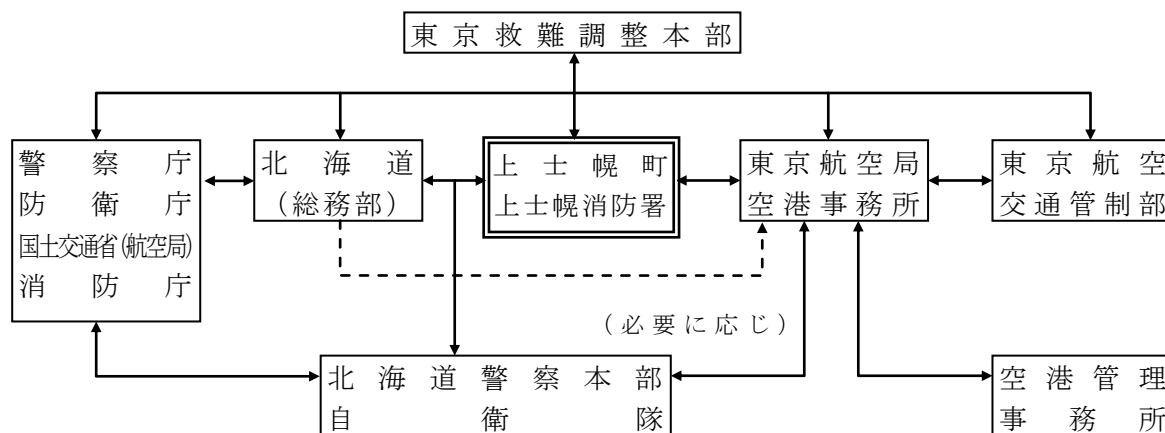 東京救難調整本部
警察庁
防衛庁
国土交通省(航空局)
消防庁
北海道
(総務部)
上士幌町
上士幌消防署
東京航空局
空港事務所
東京航空
交通管制部
(必要に応じ)
北海道警察本部
自衛隊
空港管理
事務所